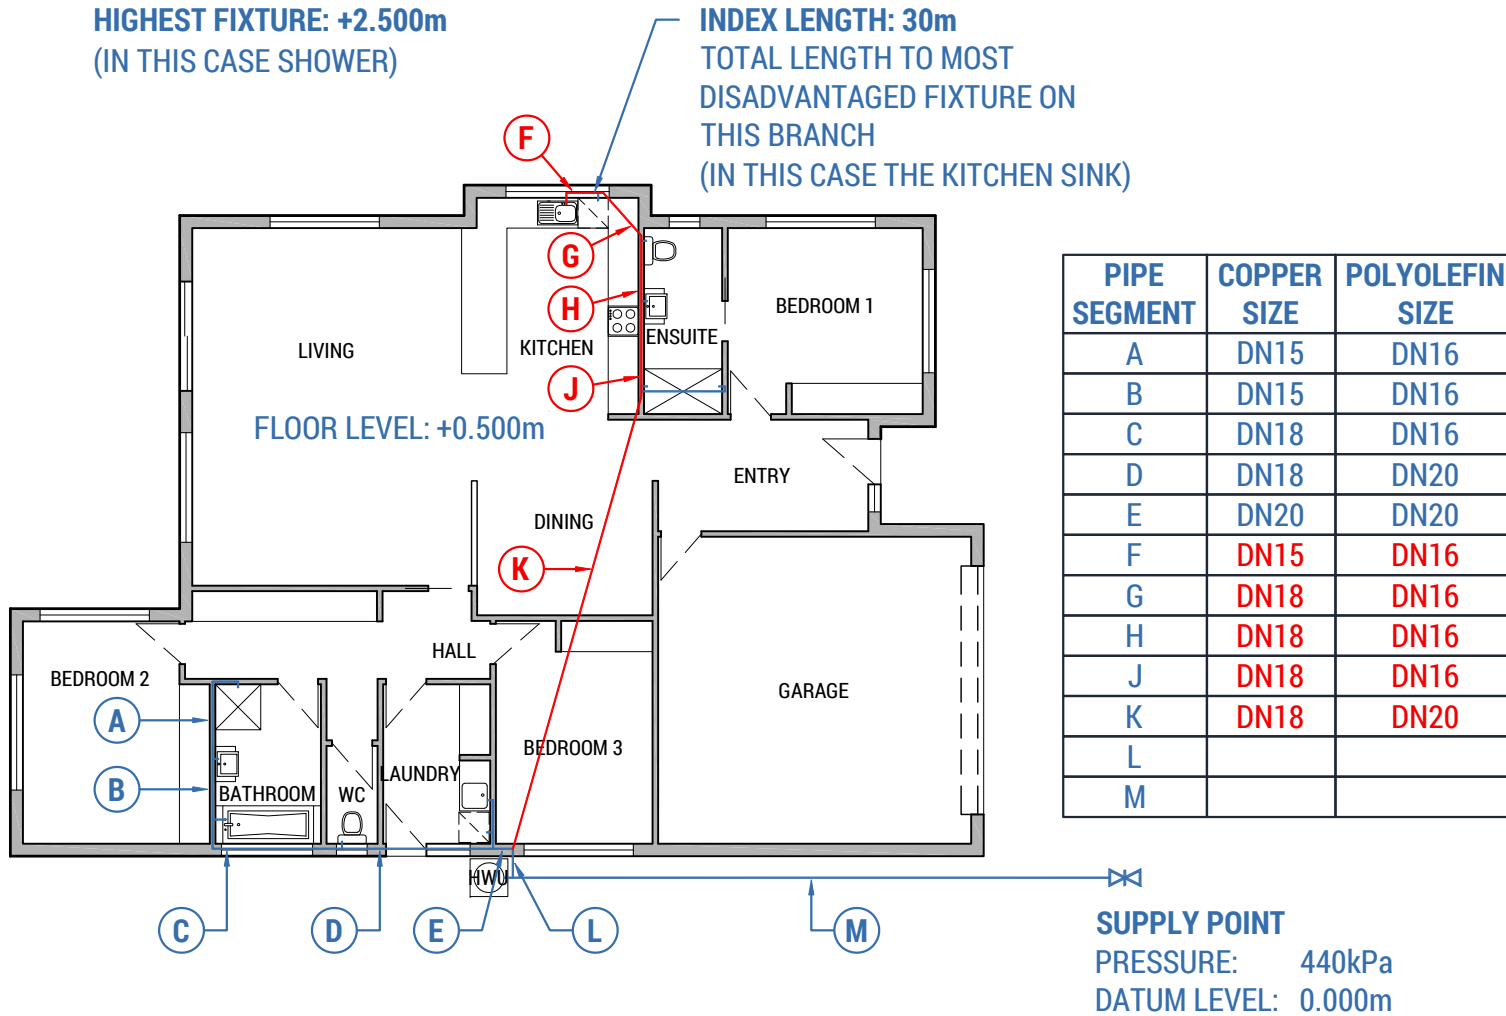 HIGHEST FIXTURE: +2.500m
(IN THIS CASE SHOWER)
INDEX LENGTH: 30m
TOTAL LENGTH TO MOST
DISADVANTAGED FIXTURE ON
THIS BRANCH
(IN THIS CASE THE KITCHEN SINK)
F
G
H
J
K
LIVING
KITCHEN
ENSUITE
BEDROOM 1
FLOOR LEVEL: +0.500m
ENTRY
DINING
HALL
BEDROOM 2
GARAGE
A
B
BEDROOM 3
LAUNDRY
BATHROOM
WC
HWU
C
D
E
L
M
PIPE SEGMENT COPPER SIZE POLYOLEFIN SIZE
A DN15 DN16
B DN15 DN16
C DN18 DN16
D DN18 DN20
E DN20 DN20
F DN15 DN16
G DN18 DN16
H DN18 DN16
J DN18 DN16
K DN18 DN20
L
M
SUPPLY POINT
PRESSURE: 440kPa
DATUM LEVEL: 0.000m